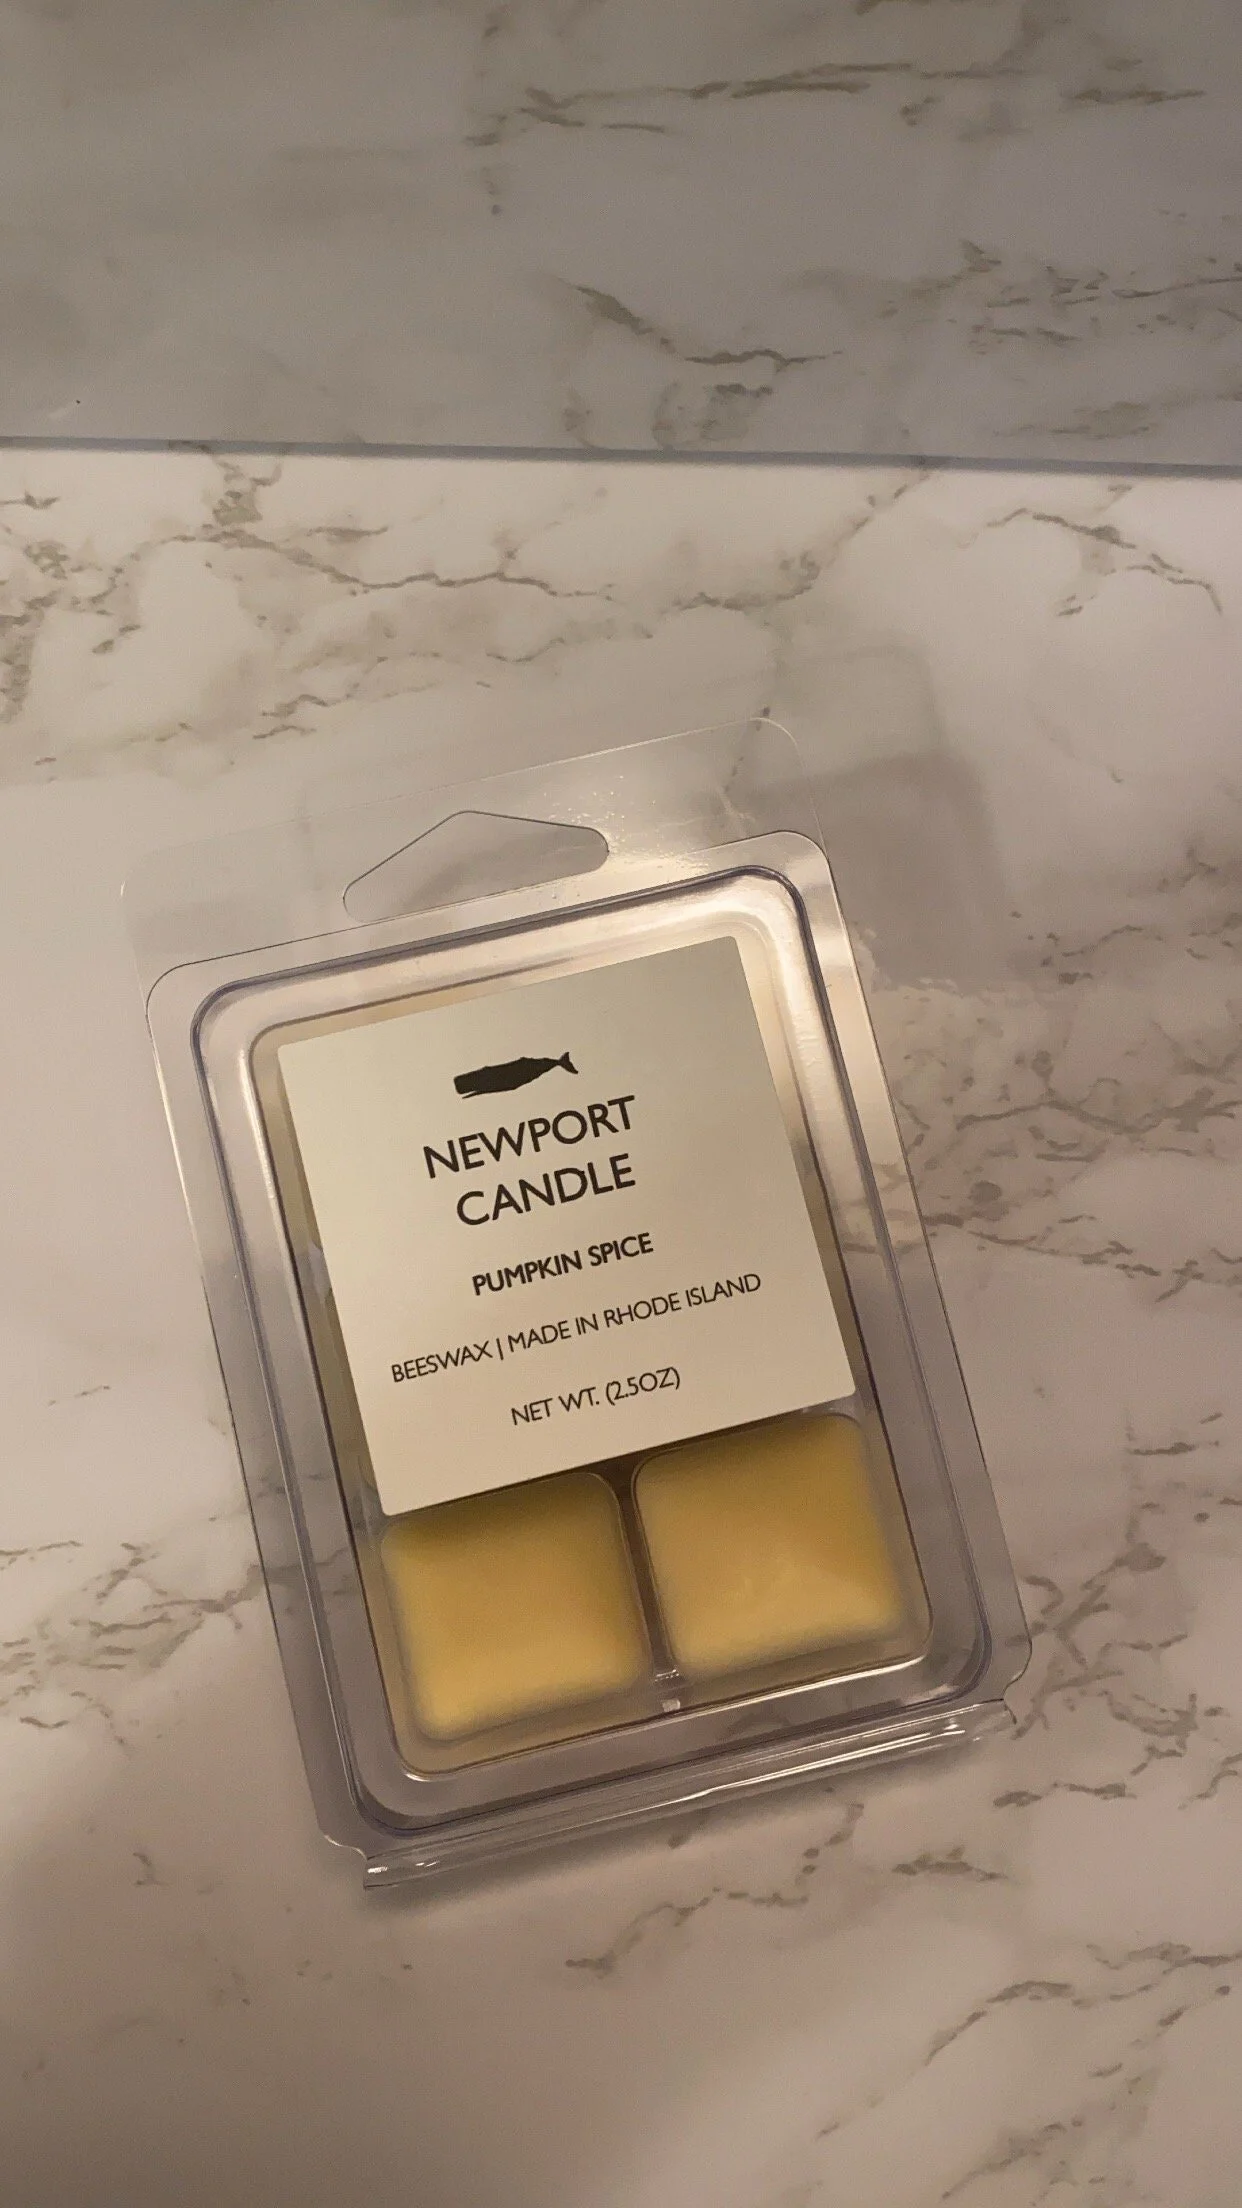 NEWPORT
CANDLE
PUMPKIN SPICE
BEESWAX | MADE IN RHODE ISLAND
NET WT. (2.5OZ)